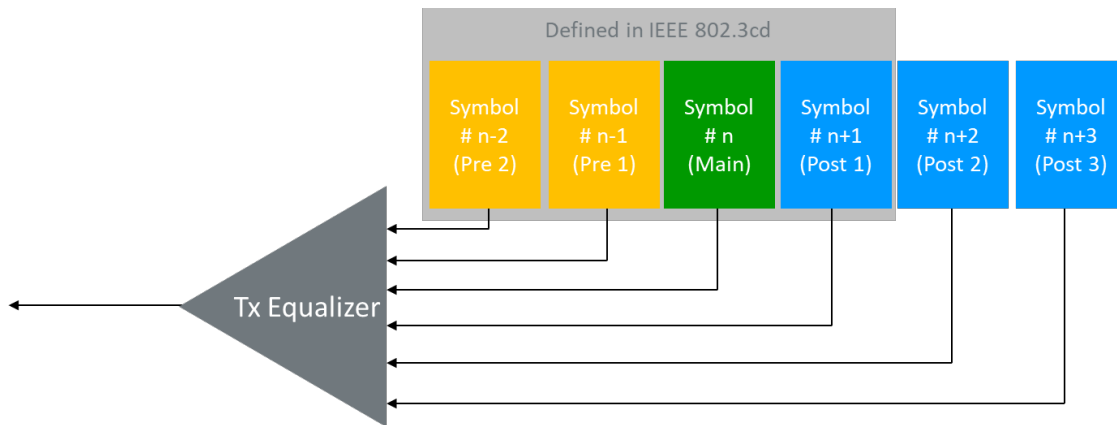 Defined in IEEE 802.3cd
Symbol
# n-2
(Pre 2)
Symbol
# n-1
(Pre 1)
Symbol
# n
(Main)
Symbol
# n+1
(Post 1)
Symbol
# n+2
(Post 2)
Symbol
# n+3
(Post 3)
Tx Equalizer